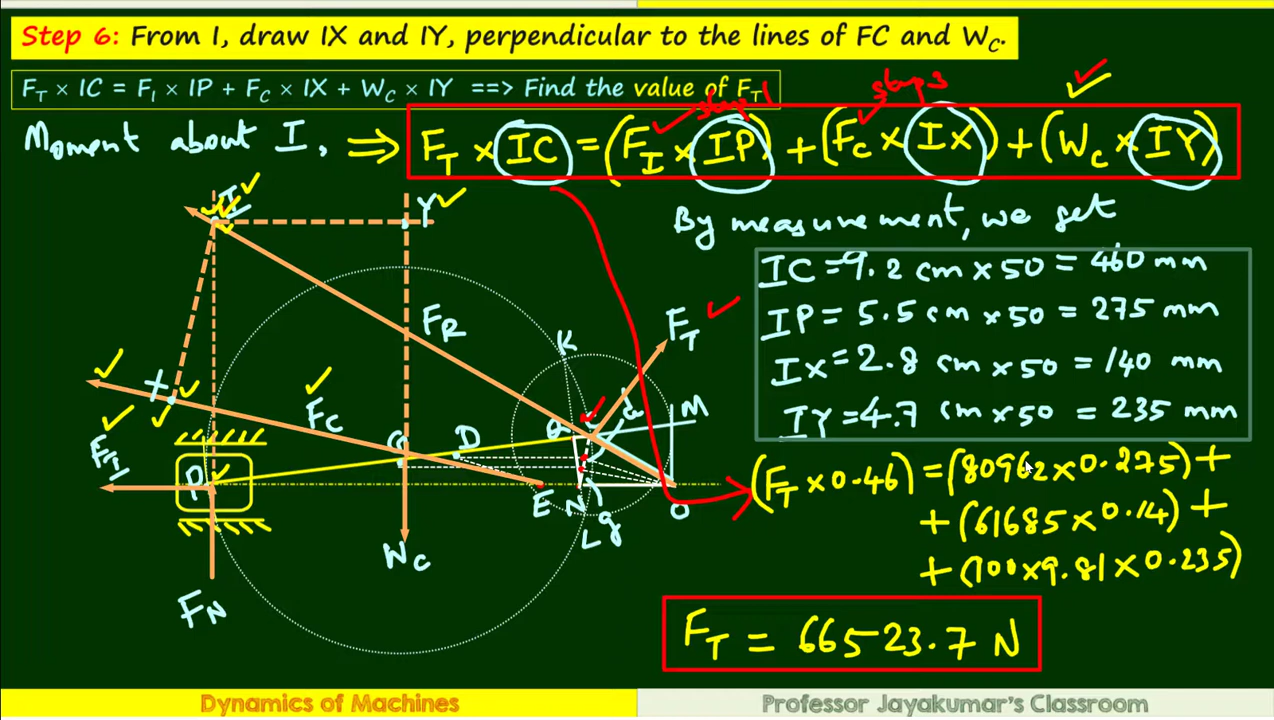 Step 6: From I, draw IX and IY, perpendicular to the lines of FC and WC.
FT × IC = FI × IP + FC × IX + WC × IY ==> Find the value of FT
step 1
step 3
Moment about I, ⇒ FT × IC = (FI × IP) + (FC × IX) + (WC × IY)
By measurement, we get
IC = 9.2 cm × 50 = 460 mm
IP = 5.5 cm × 50 = 275 mm
IX = 2.8 cm × 50 = 140 mm
IY = 4.7 cm × 50 = 235 mm
(FT × 0.46) = (80962 × 0.275) +
+ (61685 × 0.14) +
+ (100 × 9.81 × 0.235)
FT = 66523.7 N
I
Y
FR
K
FT
X
FC
Q
C
d
M
FI
P
G
D
E
N
O
L
g
WC
FN
Dynamics of Machines
Professor Jayakumar's Classroom